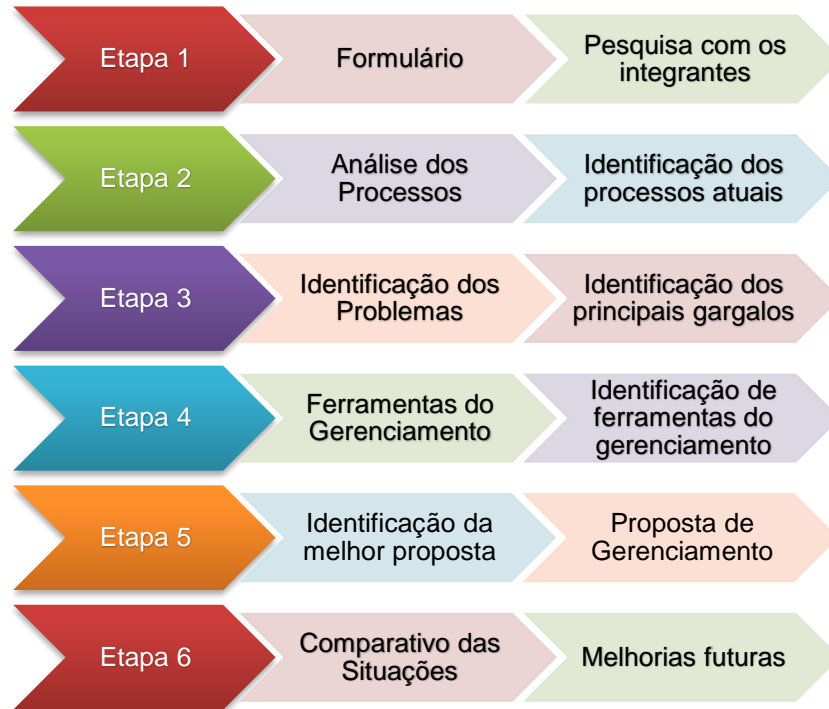 Etapa 1
Formulário
Pesquisa com os
integrantes
Etapa 2
Análise dos
Processos
Identificação dos
processos atuais
Etapa 3
Identificação dos
Problemas
Identificação dos
principais gargalos
Etapa 4
Ferramentas do
Gerenciamento
Identificação de
ferramentas do
gerenciamento
Etapa 5
Identificação da
melhor proposta
Proposta de
Gerenciamento
Etapa 6
Comparativo das
Situações
Melhorias futuras